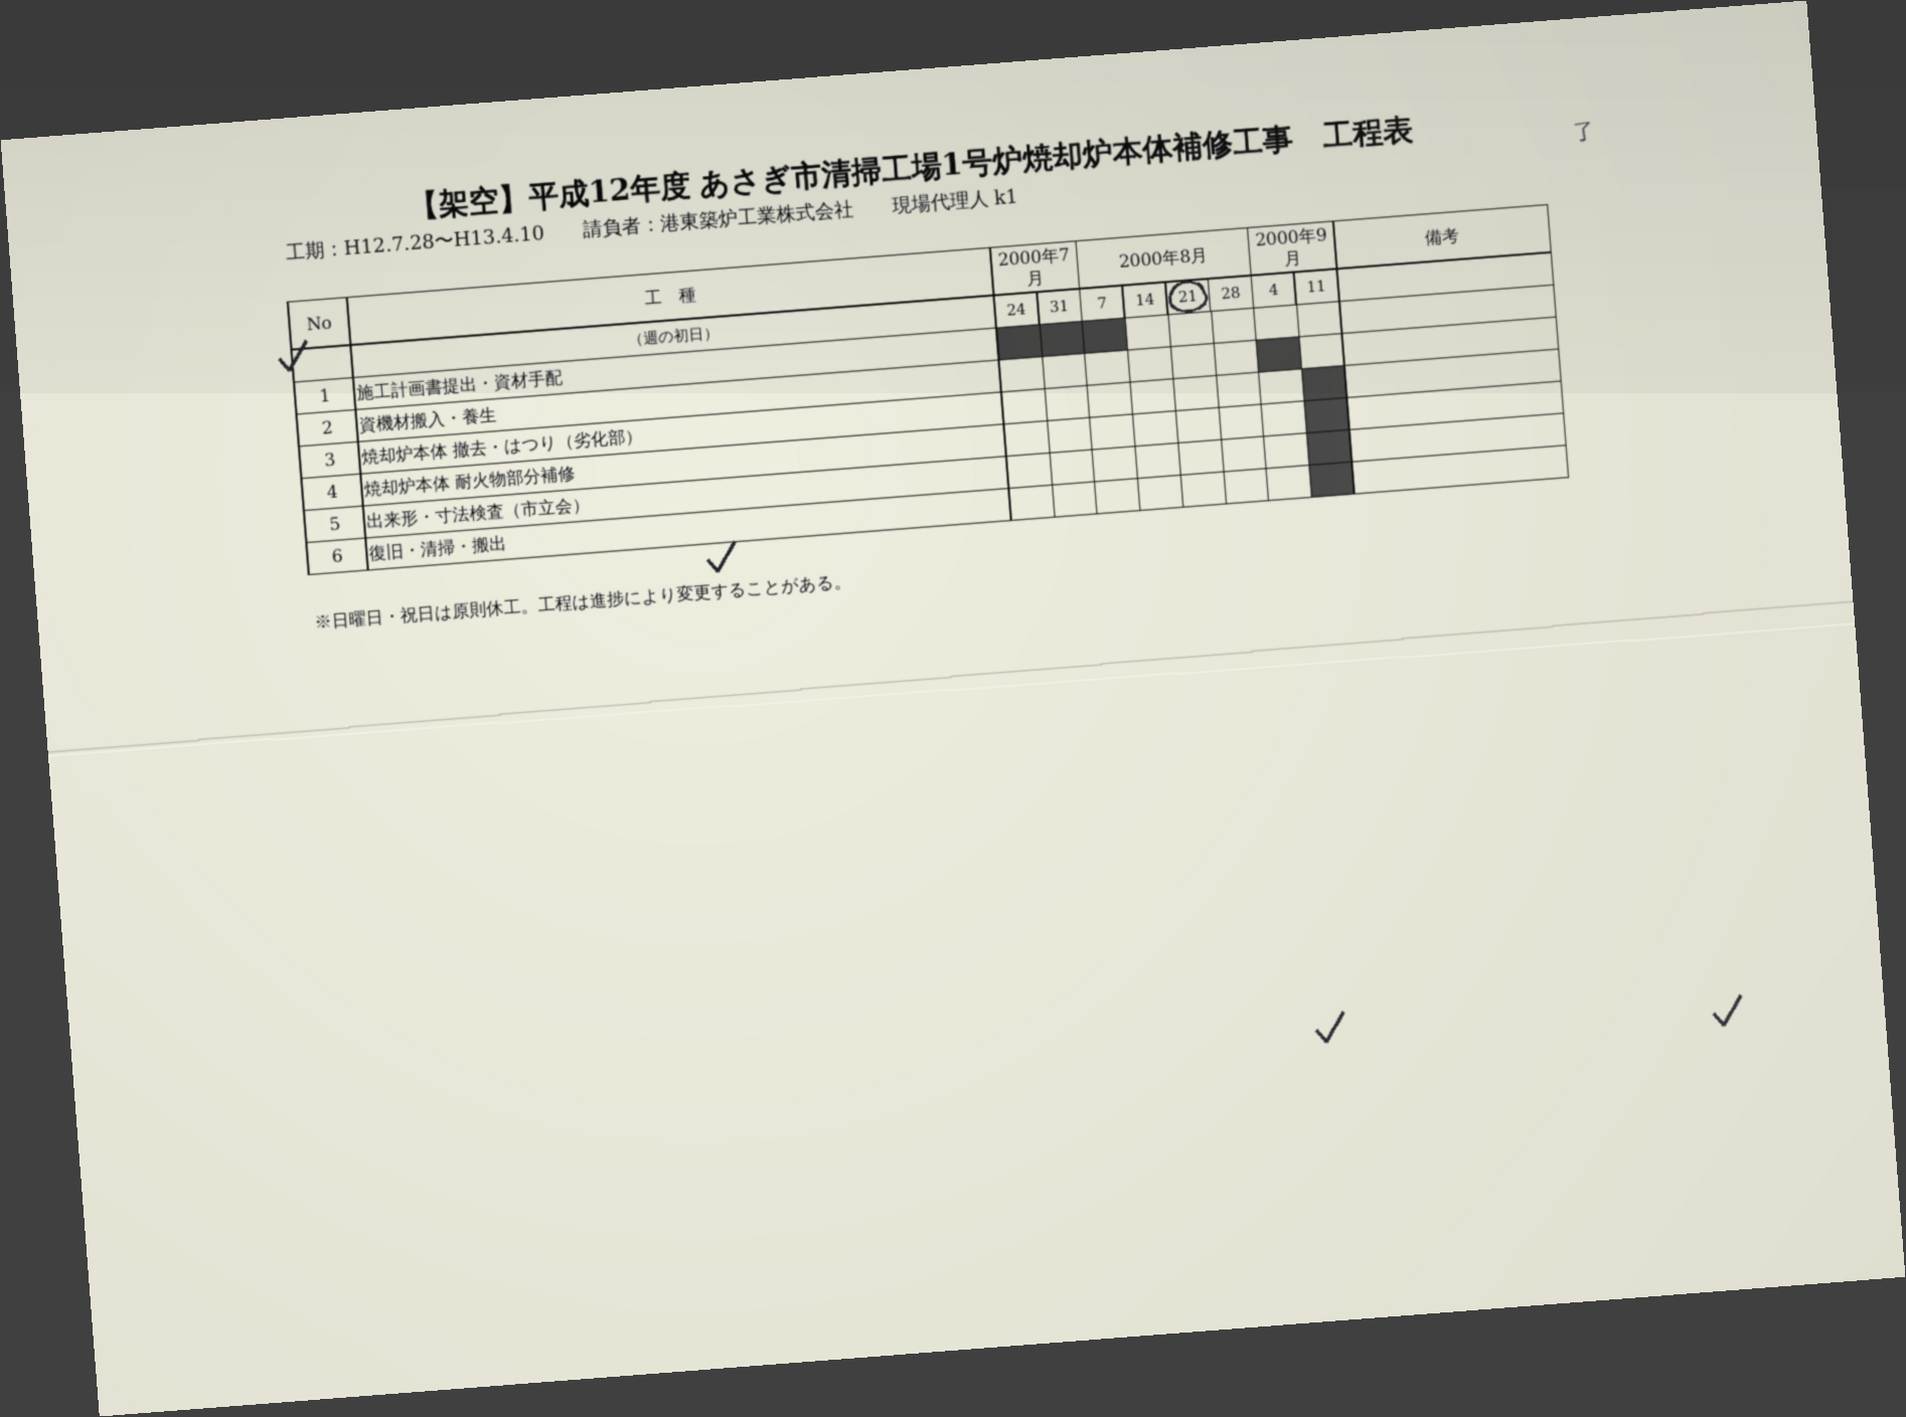 【架空】平成12年度 あさぎ市清掃工場1号炉焼却炉本体補修工事　工程表
了
工期：H12.7.28〜H13.4.10　　請負者：港東築炉工業株式会社　　現場代理人 k1
No　工　種　2000年7月　2000年8月　2000年9月　備考
（週の初日）　24　31　7　14　21　28　4　11
1　施工計画書提出・資材手配
2　資機材搬入・養生
3　焼却炉本体 撤去・はつり（劣化部）
4　焼却炉本体 耐火物部分補修
5　出来形・寸法検査（市立会）
6　復旧・清掃・搬出
※日曜日・祝日は原則休工。工程は進捗により変更することがある。